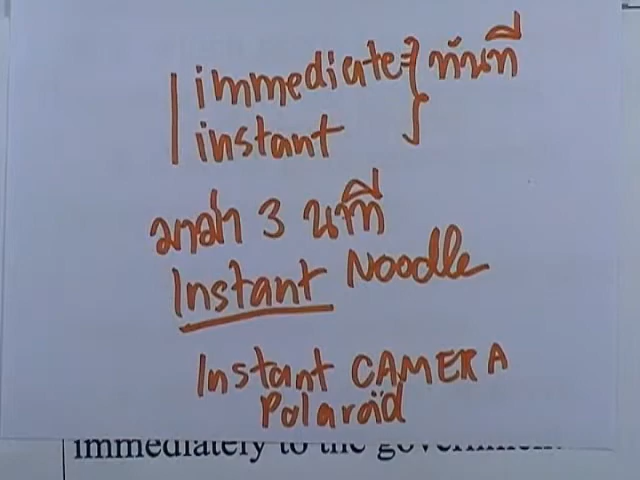 immediate = } ทันที
instant
มาม่า 3 นาที
Instant Noodle
Instant CAMERA
Polaroid
immediately to the government